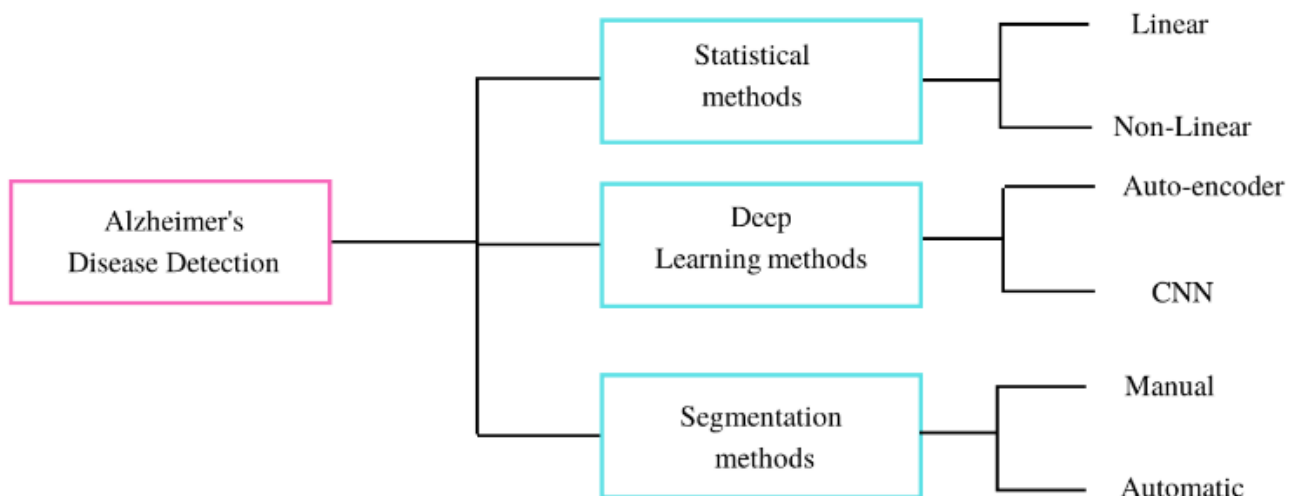 Linear
Statistical
methods
Non-Linear
Alzheimer's
Disease Detection
Auto-encoder
Deep
Learning methods
CNN
Manual
Segmentation
methods
Automatic